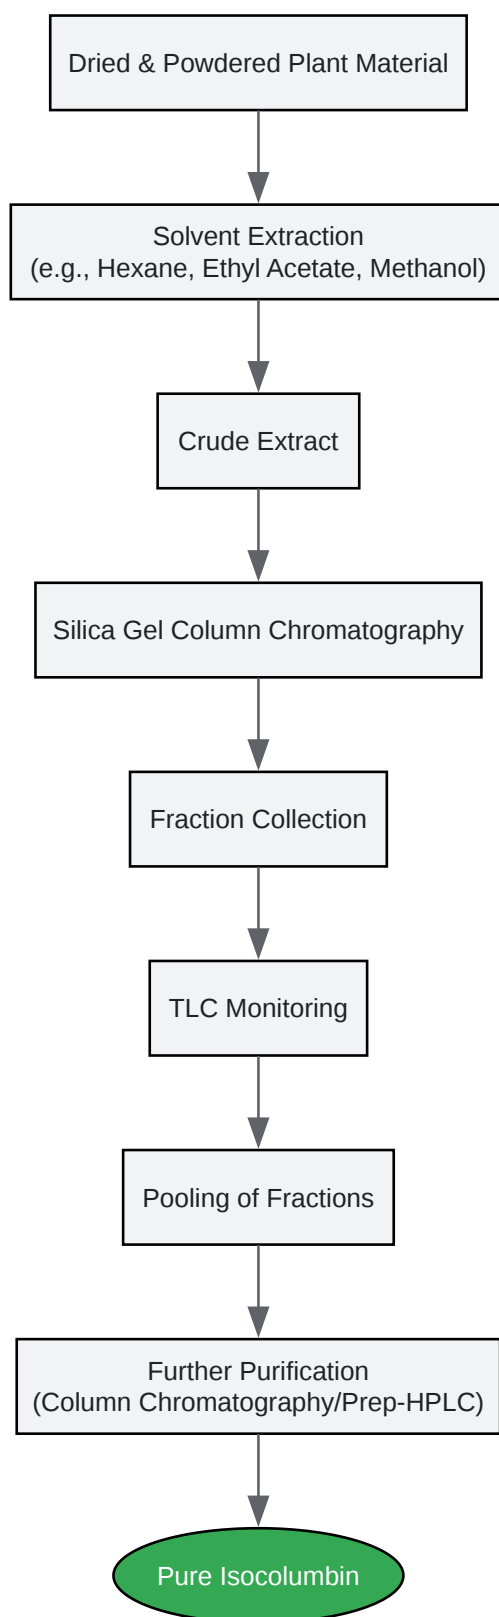 Dried & Powdered Plant Material
Solvent Extraction
(e.g., Hexane, Ethyl Acetate, Methanol)
Crude Extract
Silica Gel Column Chromatography
Fraction Collection
TLC Monitoring
Pooling of Fractions
Further Purification
(Column Chromatography/Prep-HPLC)
Pure Isocolumbin